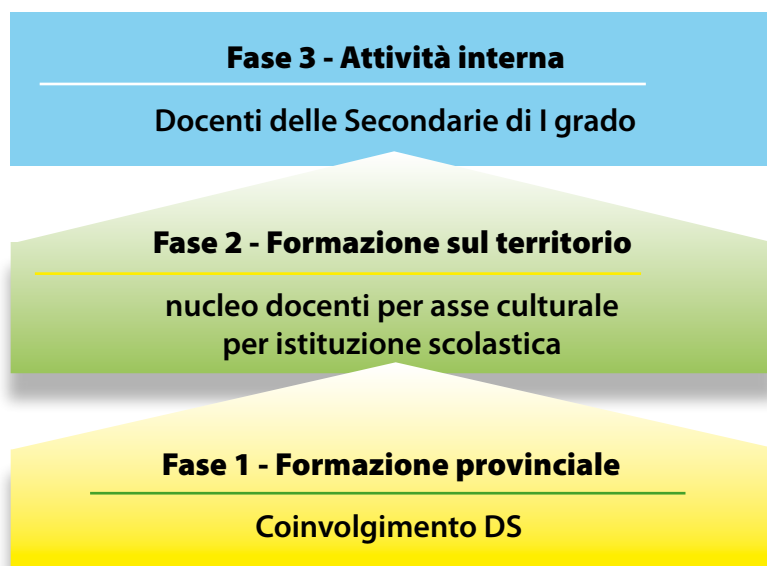 Fase 3 - Attività interna
Docenti delle Secondarie di I grado
Fase 2 - Formazione sul territorio
nucleo docenti per asse culturale
per istituzione scolastica
Fase 1 - Formazione provinciale
Coinvolgimento DS